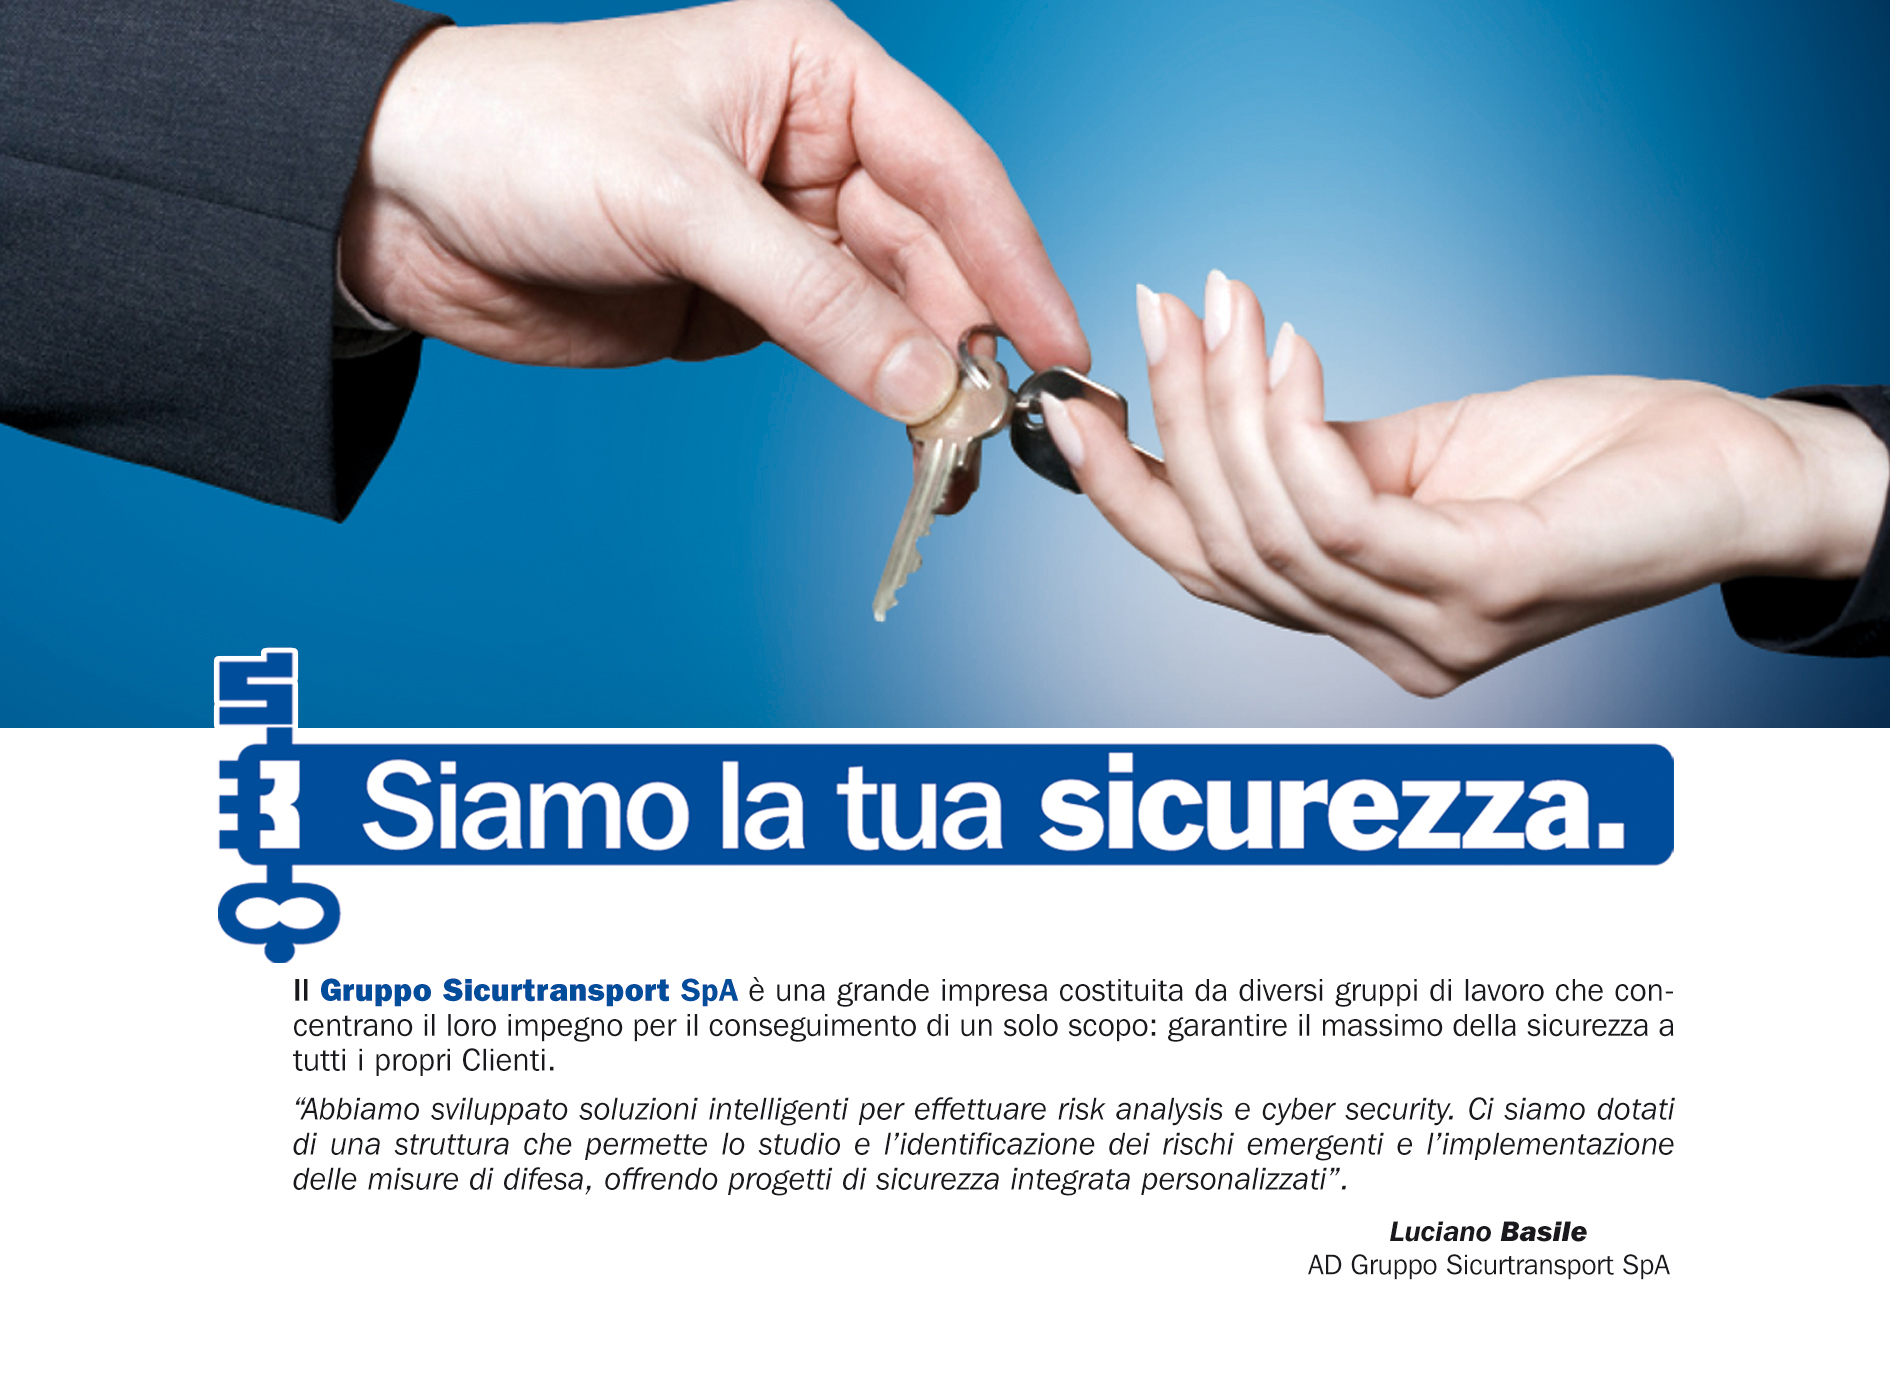 Siamo la tua sicurezza.
Il Gruppo Sicurtransport SpA è una grande impresa costituita da diversi gruppi di lavoro che con-
centrano il loro impegno per il conseguimento di un solo scopo: garantire il massimo della sicurezza a
tutti i propri Clienti.
“Abbiamo sviluppato soluzioni intelligenti per effettuare risk analysis e cyber security. Ci siamo dotati
di una struttura che permette lo studio e l’identificazione dei rischi emergenti e l’implementazione
delle misure di difesa, offrendo progetti di sicurezza integrata personalizzati”.
Luciano Basile
AD Gruppo Sicurtransport SpA